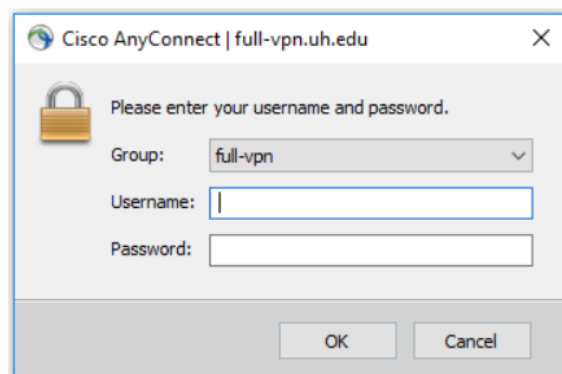 Cisco AnyConnect | full-vpn.uh.edu
Please enter your username and password.
Group: full-vpn
Username:
Password:
OK Cancel